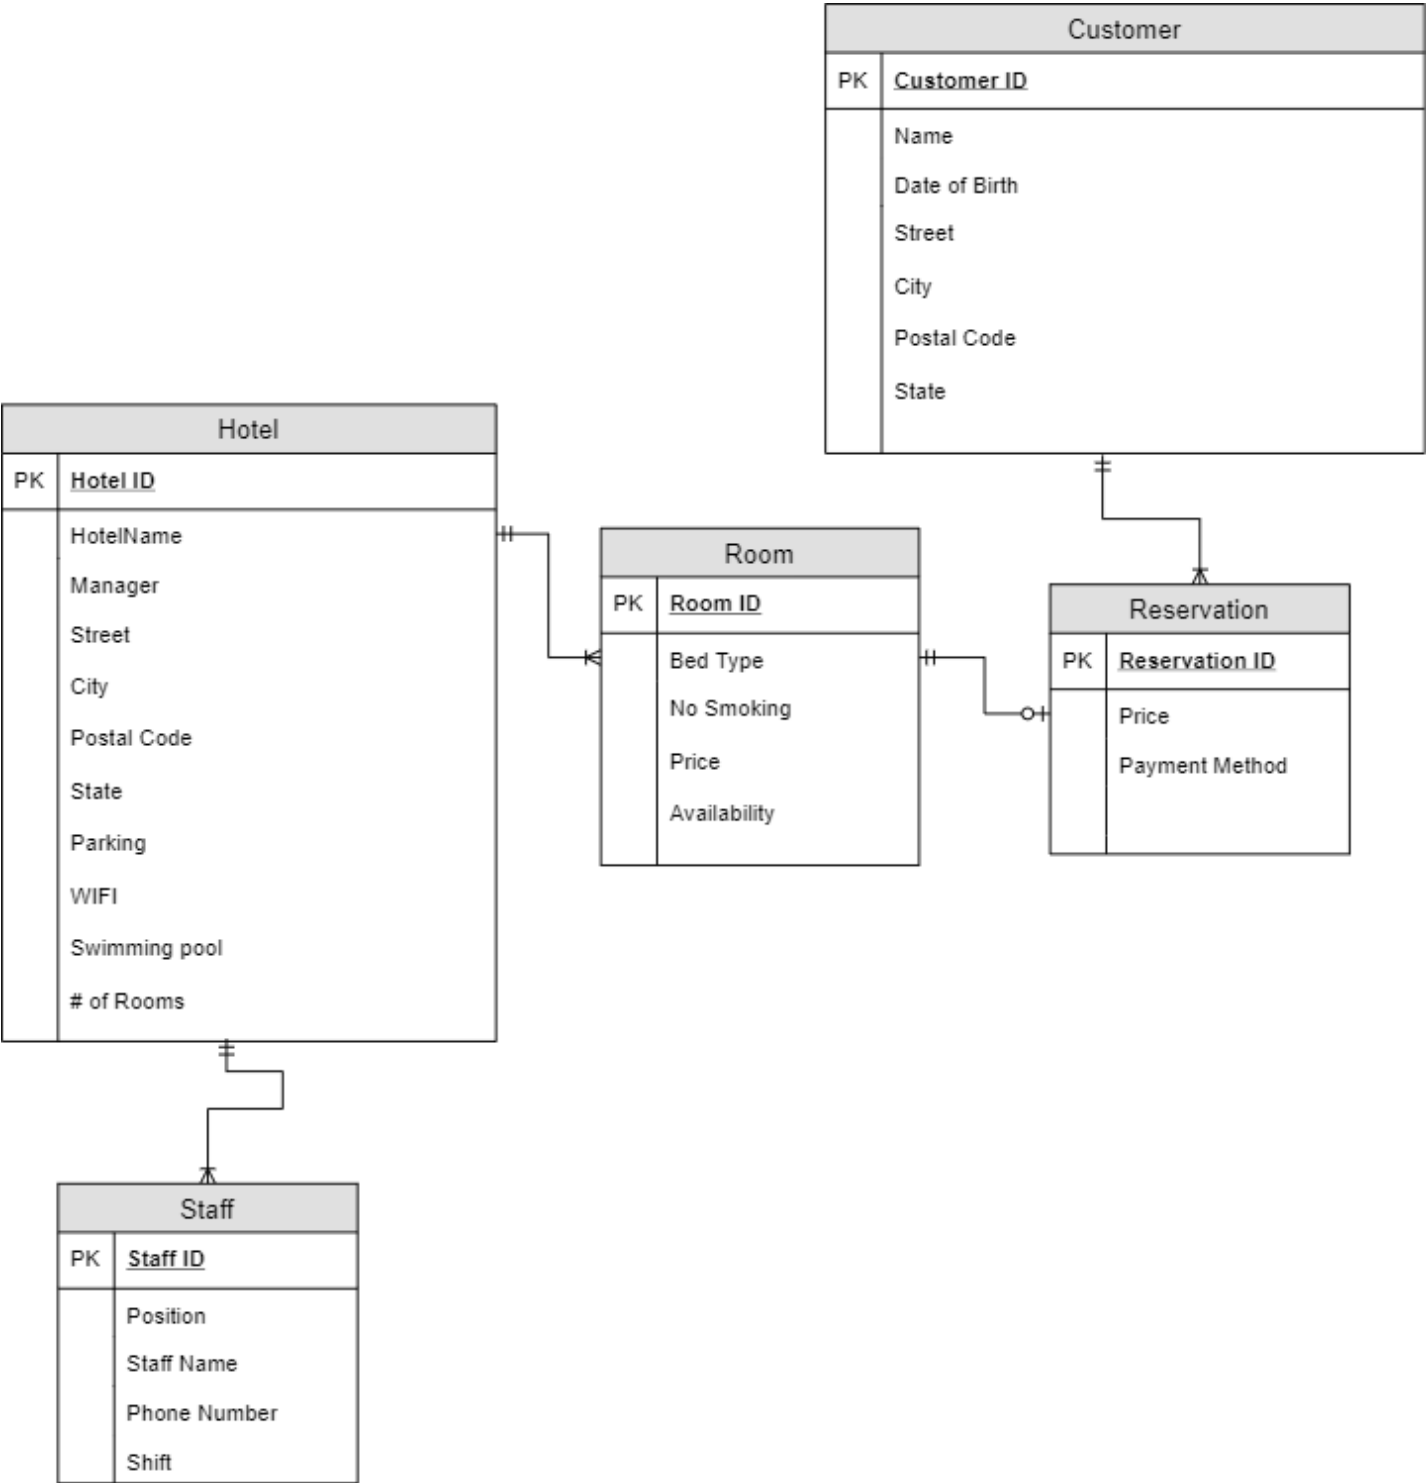 Customer
PK Customer ID
Name
Date of Birth
Street
City
Postal Code
State
Hotel
PK Hotel ID
HotelName
Manager
Street
City
Postal Code
State
Parking
WIFI
Swimming pool
# of Rooms
Room
PK Room ID
Bed Type
No Smoking
Price
Availability
Reservation
PK Reservation ID
Price
Payment Method
Staff
PK Staff ID
Position
Staff Name
Phone Number
Shift